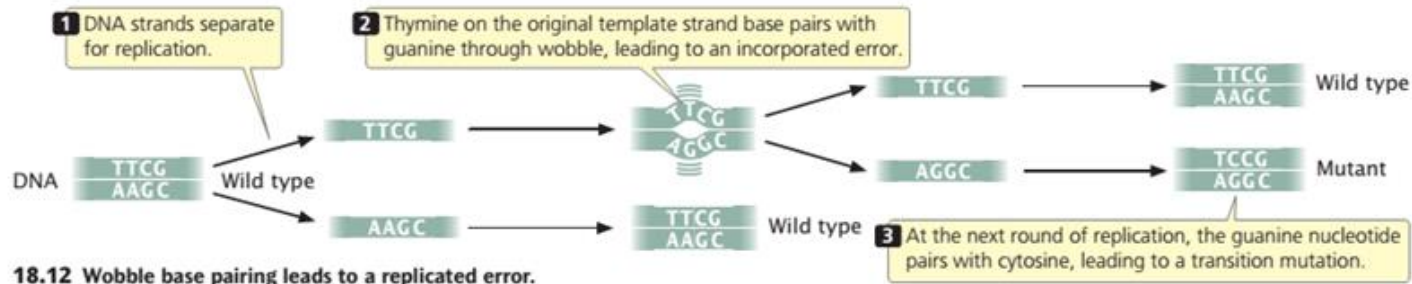 1 DNA strands separate
for replication.
2 Thymine on the original template strand base pairs with
guanine through wobble, leading to an incorporated error.
DNA
TTCG
AAGC
Wild type
TTCG
AAGC
TTCG
AGGC
TTCG
AAGC
Wild type
TTCG
AGGC
TTCG
AAGC
Wild type
TCCG
AGGC
Mutant
3 At the next round of replication, the guanine nucleotide
pairs with cytosine, leading to a transition mutation.
18.12 Wobble base pairing leads to a replicated error.